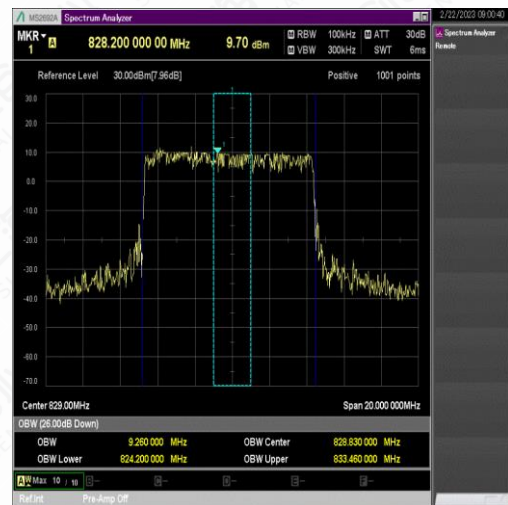 MS2692A Spectrum Analyzer
2/22/2023 09:00:40
MKR 1 A 828.200 000 00 MHz 9.70 dBm
M RBW 100kHz M ATT 30dB
M VBW 300kHz SWT 6ms
Spectrum Analyzer
Remote
Reference Level 30.00dBm[7.96dB] Positive 1001 points
30.0
20.0
10.0
0.0
-10.0
-20.0
-30.0
-40.0
-60.0
-70.0
1
Center 829.00MHz Span 20.000 000MHz
OBW (26.00dB Down)
OBW 9.260 000 MHz OBW Center 828.830 000 MHz
OBW Lower 824.200 000 MHz OBW Upper 833.460 000 MHz
A Max 10 / 10
Ref.Int Pre-Amp Off